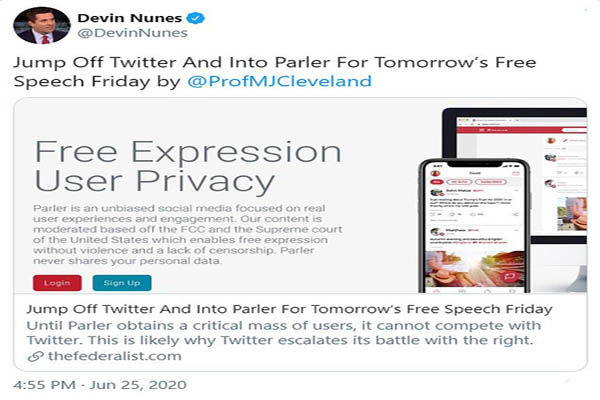 Devin Nunes
@DevinNunes
Jump Off Twitter And Into Parler For Tomorrow's Free
Speech Friday by @ProfMJCleveland
Free Expression
User Privacy
Parler is an unbiased social media focused on real
user experiences and engagement. Our content is
moderated based off the FCC and the Supreme court
of the United States which enables free expression
without violence and a lack of censorship. Parler
never shares your personal data.
Login Sign Up
Jump Off Twitter And Into Parler For Tomorrow's Free Speech Friday
Until Parler obtains a critical mass of users, it cannot compete with
Twitter. This is likely why Twitter escalates its battle with the right.
thefederalist.com
4:55 PM · Jun 25, 2020